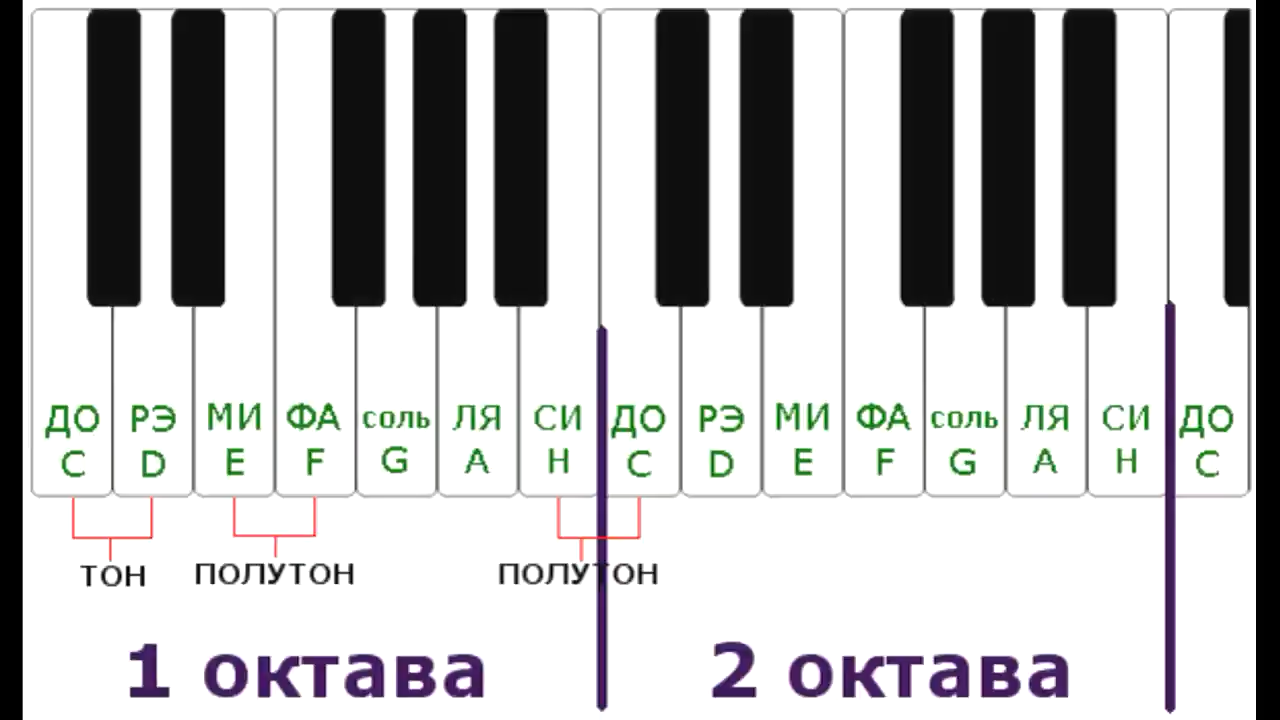 ДО РЭ МИ ФА соль ЛЯ СИ ДО РЭ МИ ФА соль ЛЯ СИ ДО
C D E F G A H C D E F G A H C
ТОН ПОЛУТОН ПОЛУТОН
1 октава 2 октава